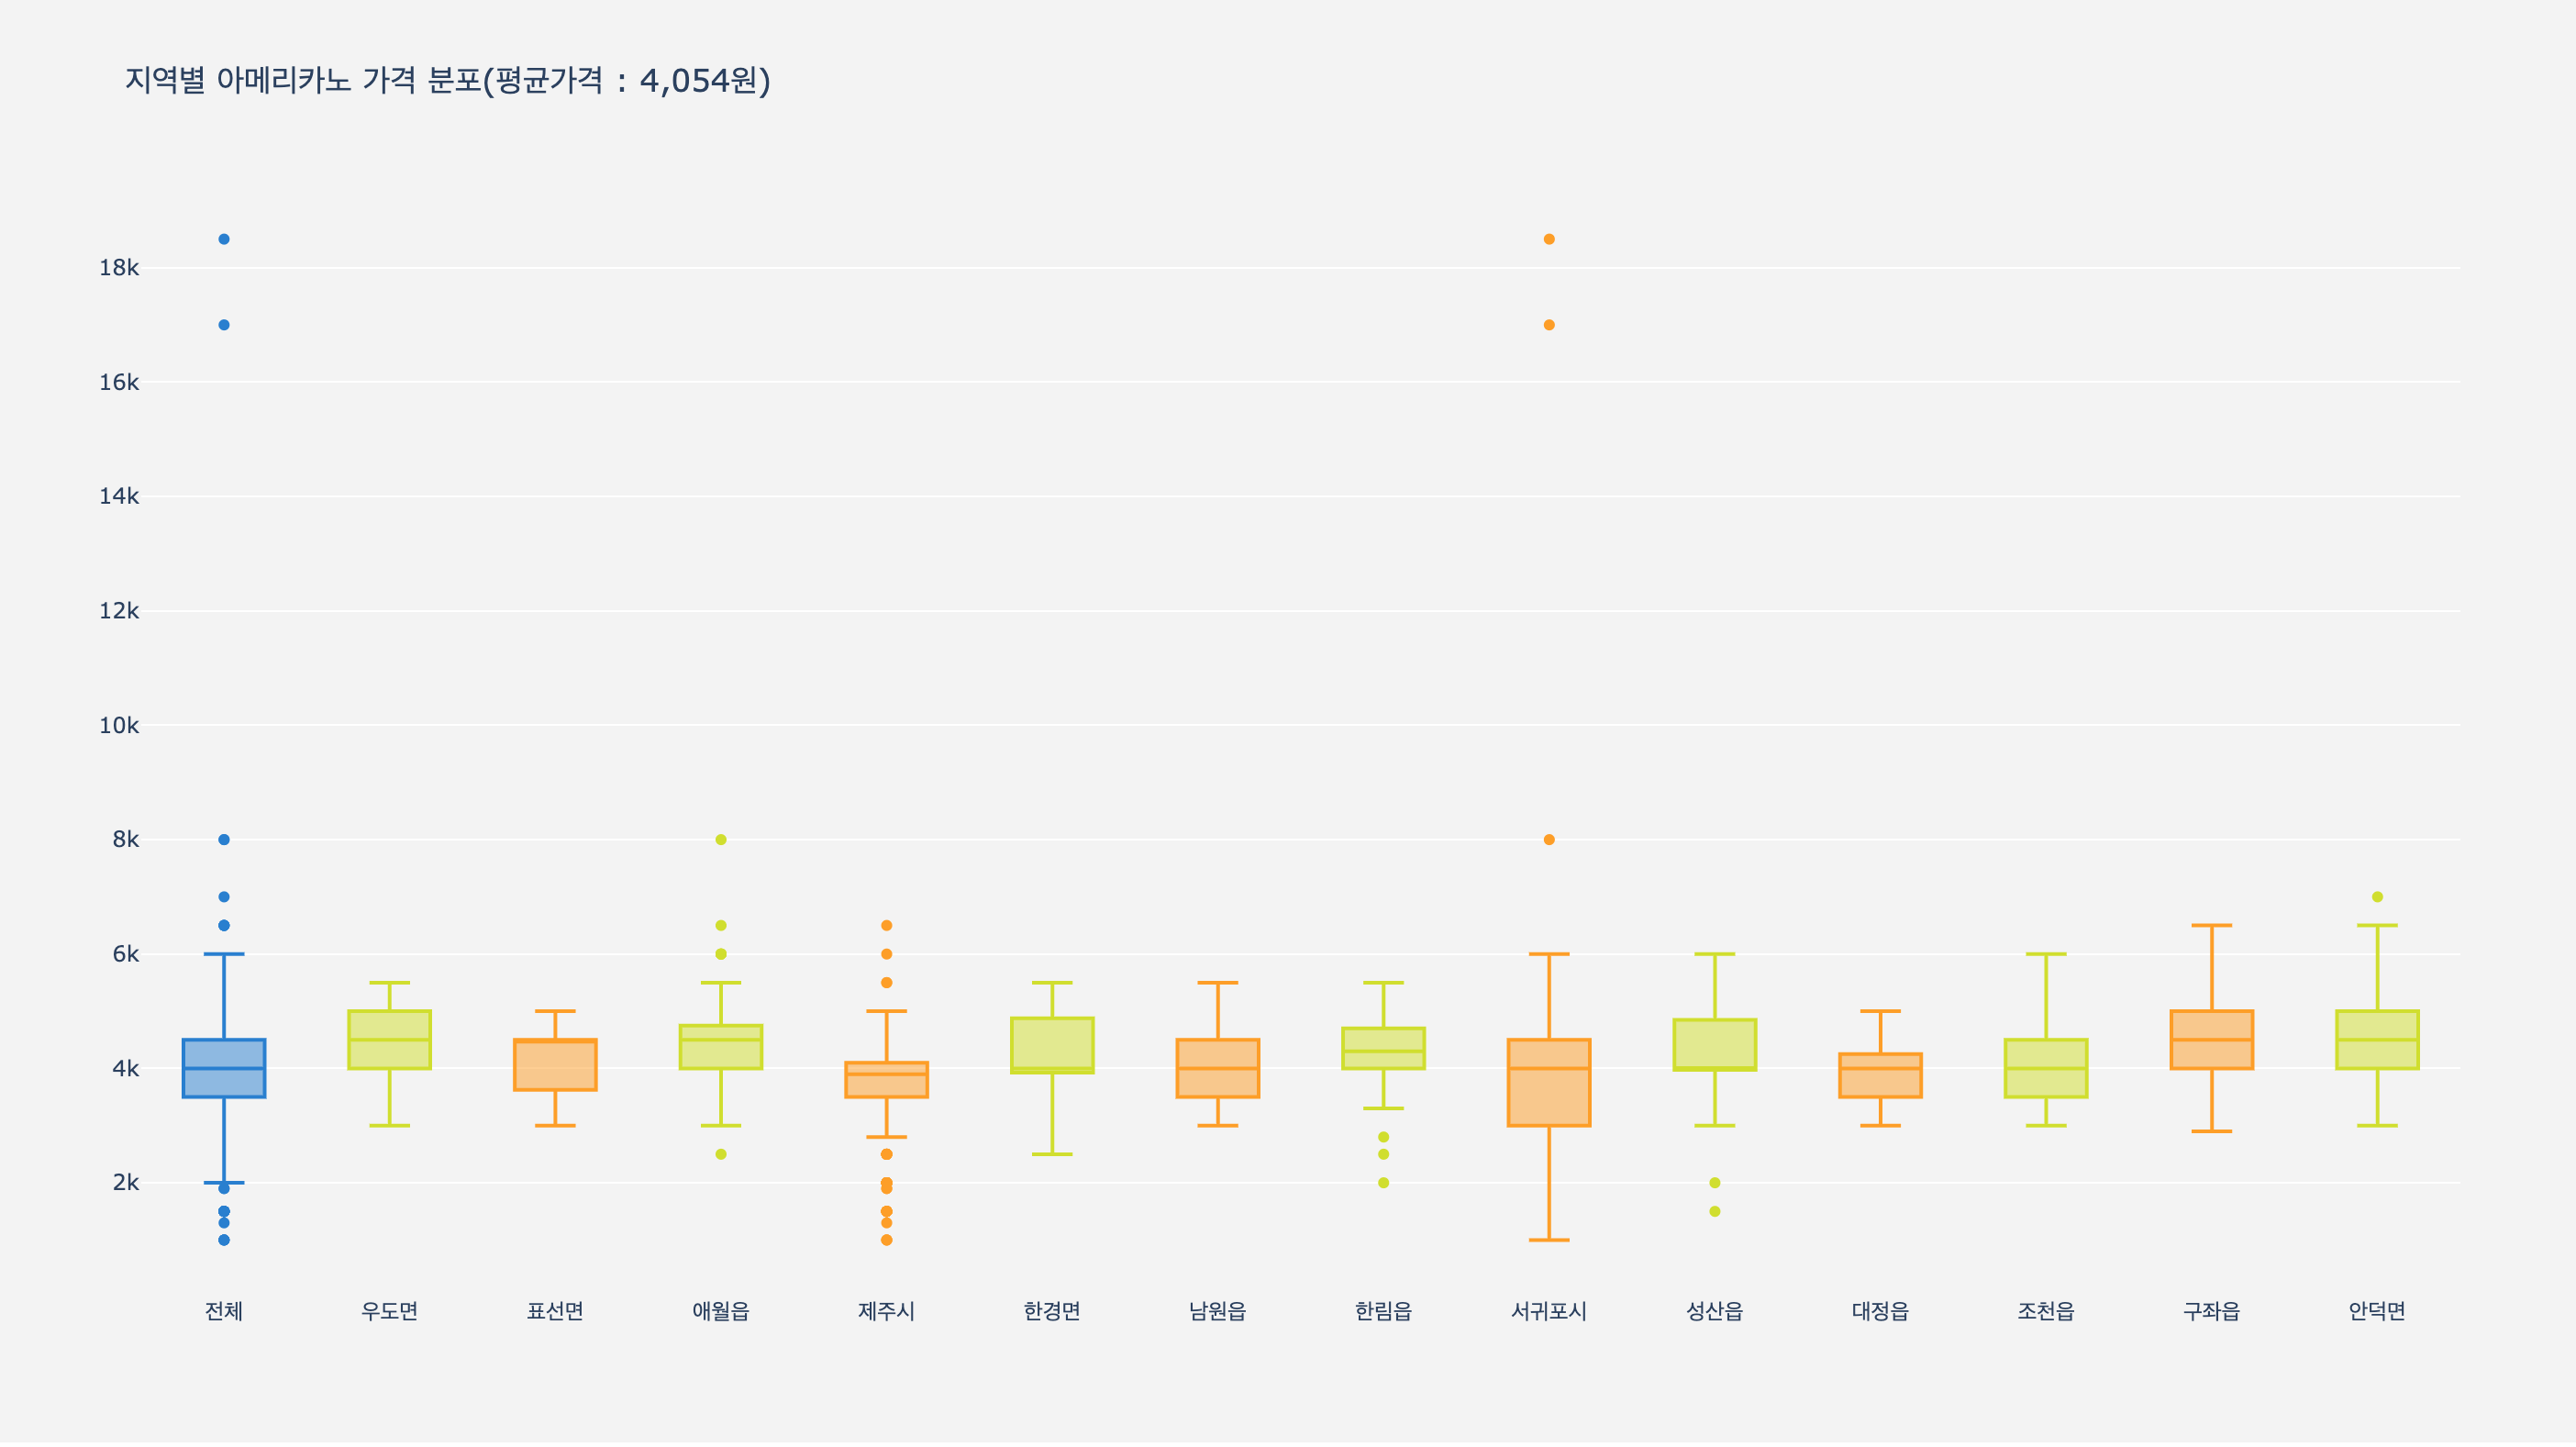 지역별 아메리카노 가격 분포(평균가격 : 4,054원)
18k
16k
14k
12k
10k
8k
6k
4k
2k
전체 우도면 표선면 애월읍 제주시 한경면 남원읍 한림읍 서귀포시 성산읍 대정읍 조천읍 구좌읍 안덕면